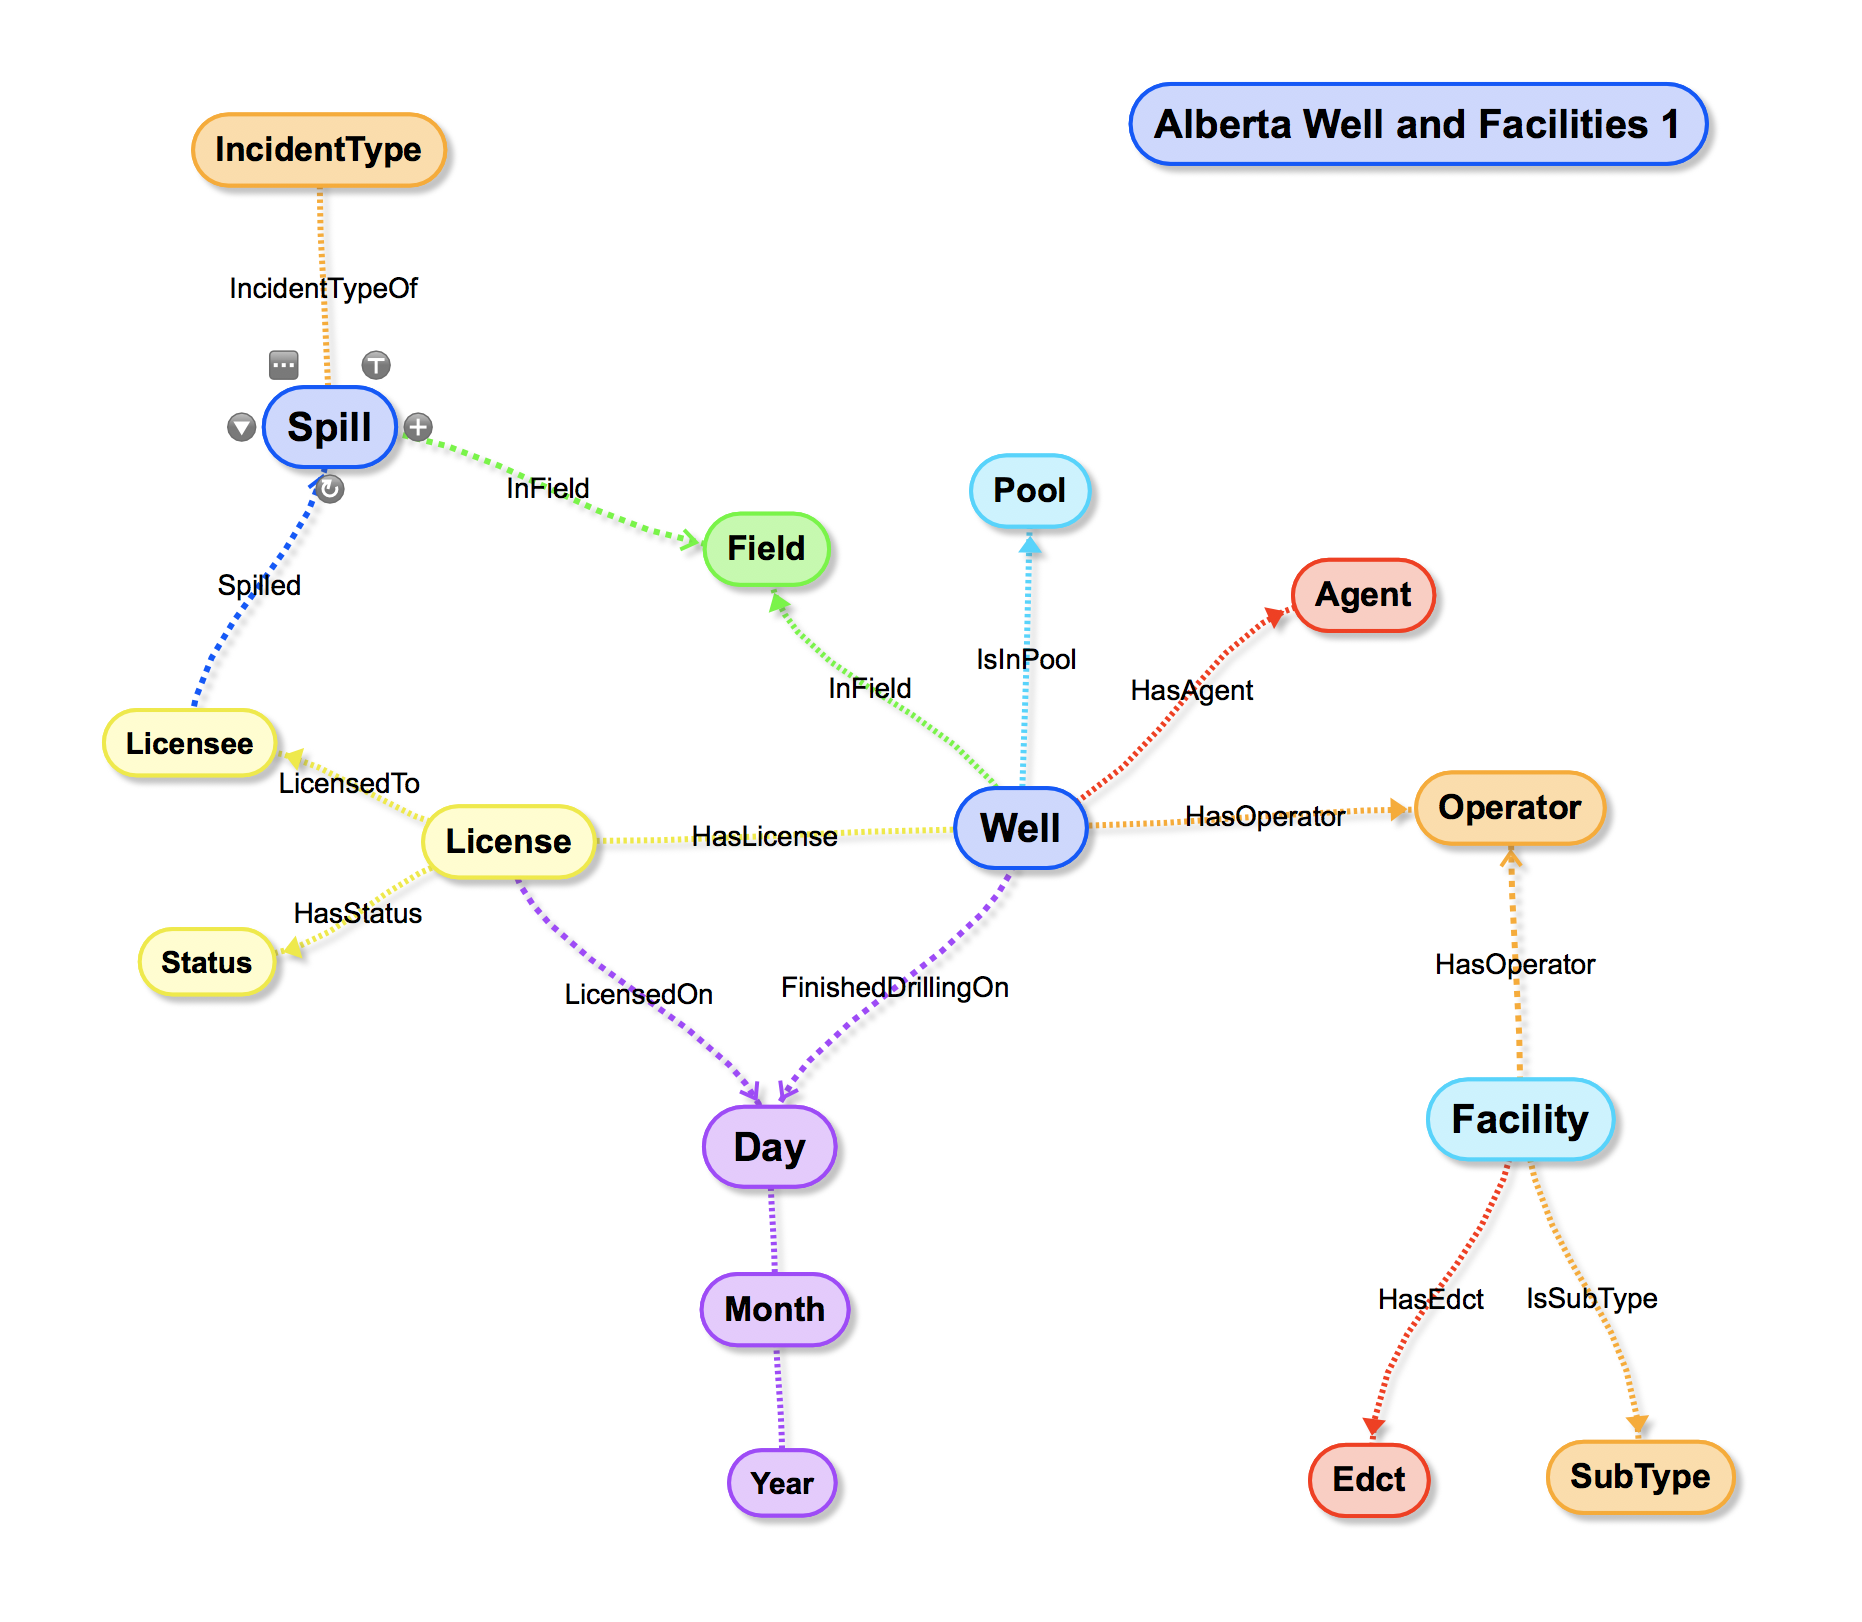 Alberta Well and Facilities 1
IncidentType
IncidentTypeOf
Spill
InField
Pool
Field
Agent
Spilled
IsInPool
InField
HasAgent
Licensee
LicensedTo
License
HasLicense
Well
HasOperator
Operator
HasStatus
Status
LicensedOn
FinishedDrillingOn
HasOperator
Day
Facility
Month
HasEdct
IsSubType
Year
Edct
SubType